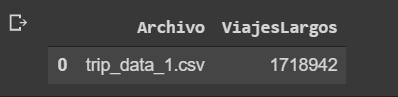 Archivo ViajesLargos
0 trip_data_1.csv 1718942